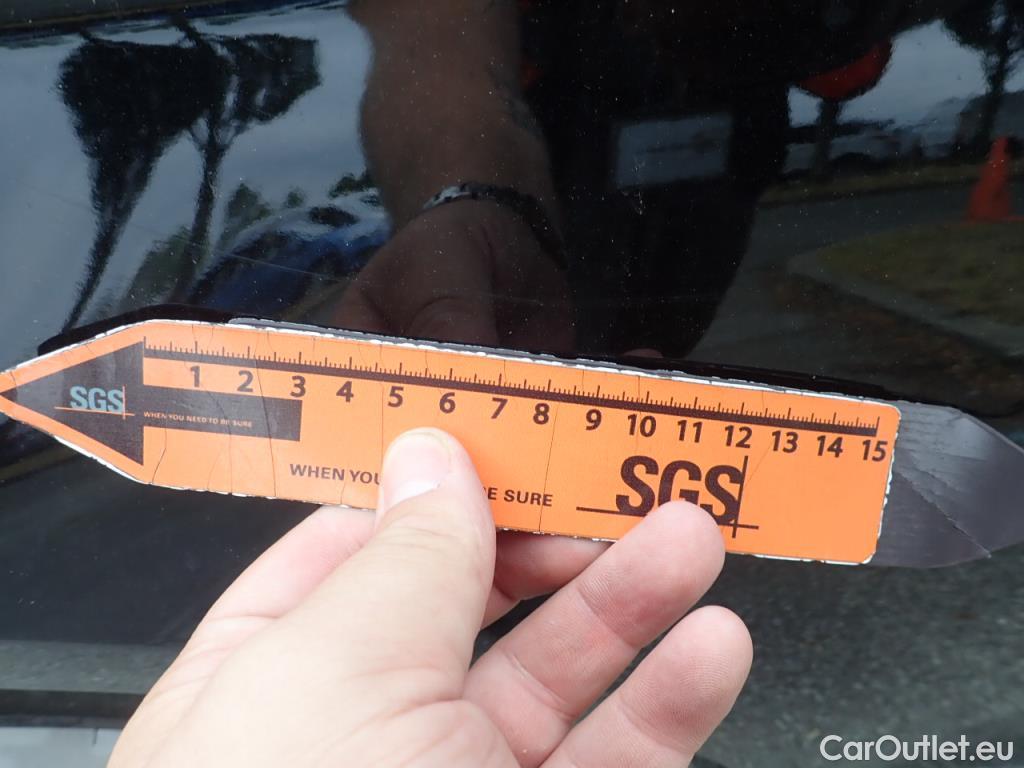 1 2 3 4 5 6 7 8 9 10 11 12 13 14 15
SGS
WHEN YOU NEED TO BE SURE
WHEN YOU BE SURE
SGS
CarOutlet.eu